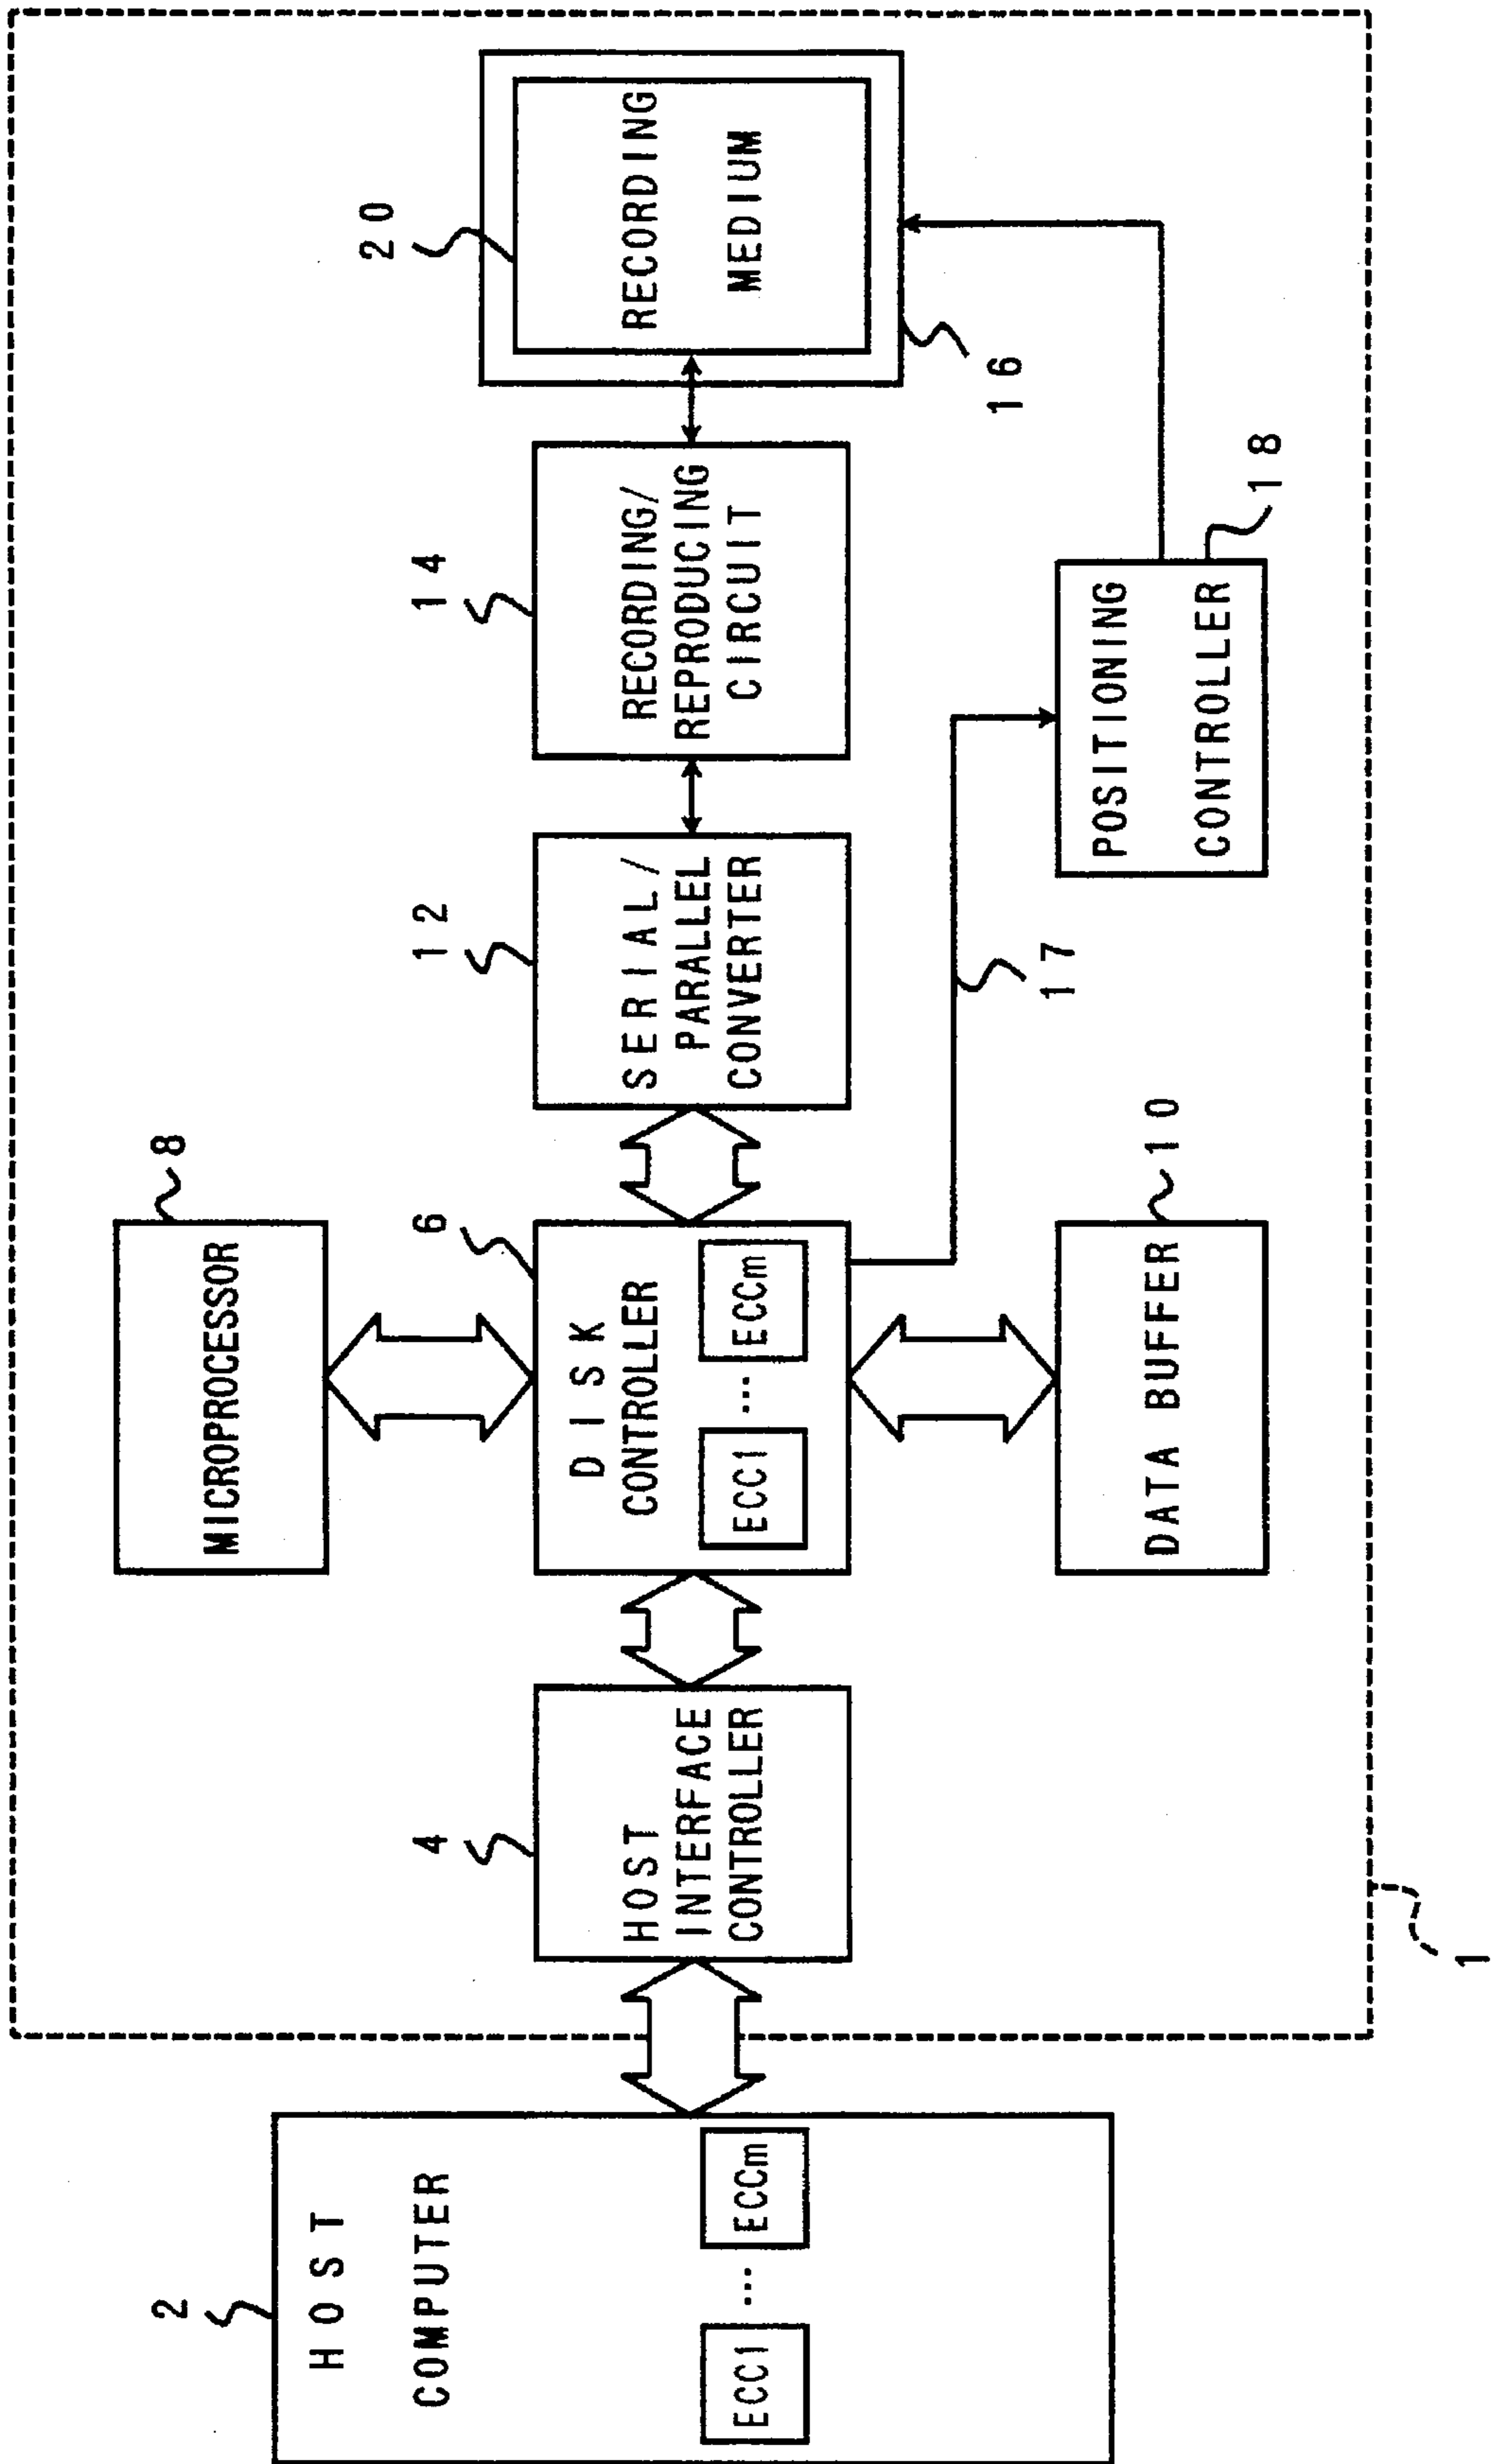 2
HOST
COMPUTER
ECC1 ... ECCm
1
4
HOST
INTERFACE
CONTROLLER
8
MICROPROCESSOR
6
DISK
CONTROLLER
ECC1 ... ECCm
10
DATA BUFFER
12
SERIAL/
PARALLEL
CONVERTER
14
RECORDING/
REPRODUCING
CIRCUIT
17
POSITIONING
CONTROLLER
18
20
RECORDING
MEDIUM
16